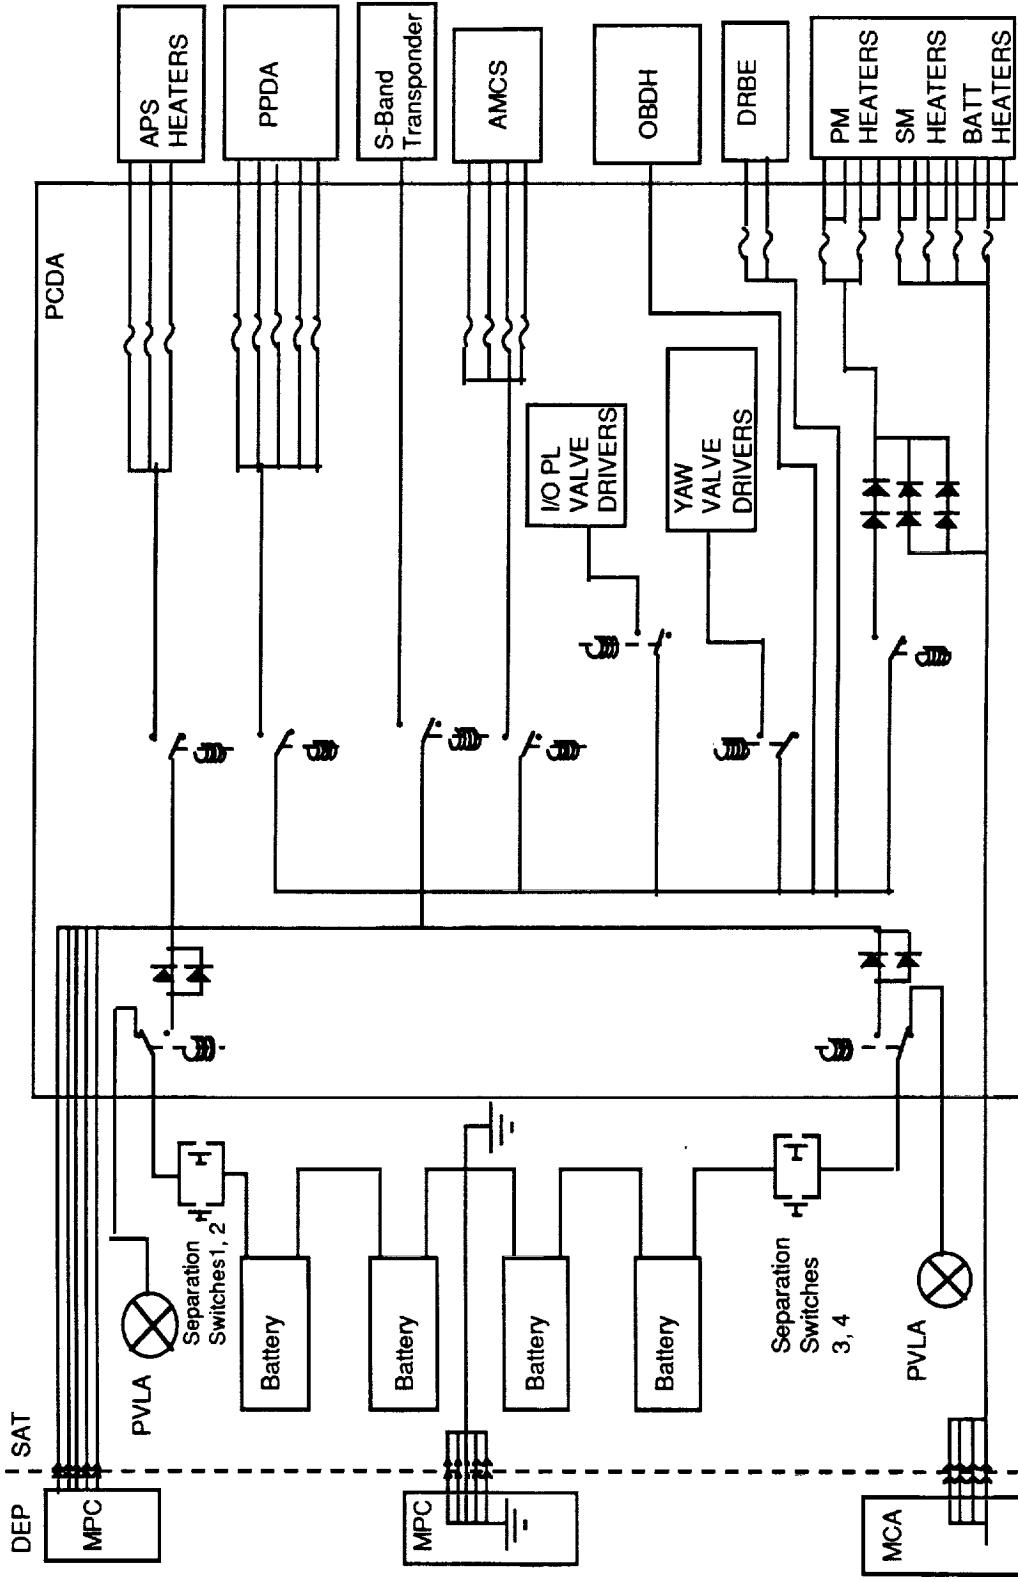 DEP
SAT
MPC
MPC
MCA
PVLA
Separation
Switches1, 2
Battery
Battery
Battery
Battery
Separation
Switches
3, 4
PVLA
PCDA
I/O PL
VALVE
DRIVERS
YAW
VALVE
DRIVERS
APS
HEATERS
PPDA
S-Band
Transponder
AMCS
OBDH
DRBE
PM
HEATERS
SM
HEATERS
BATT
HEATERS